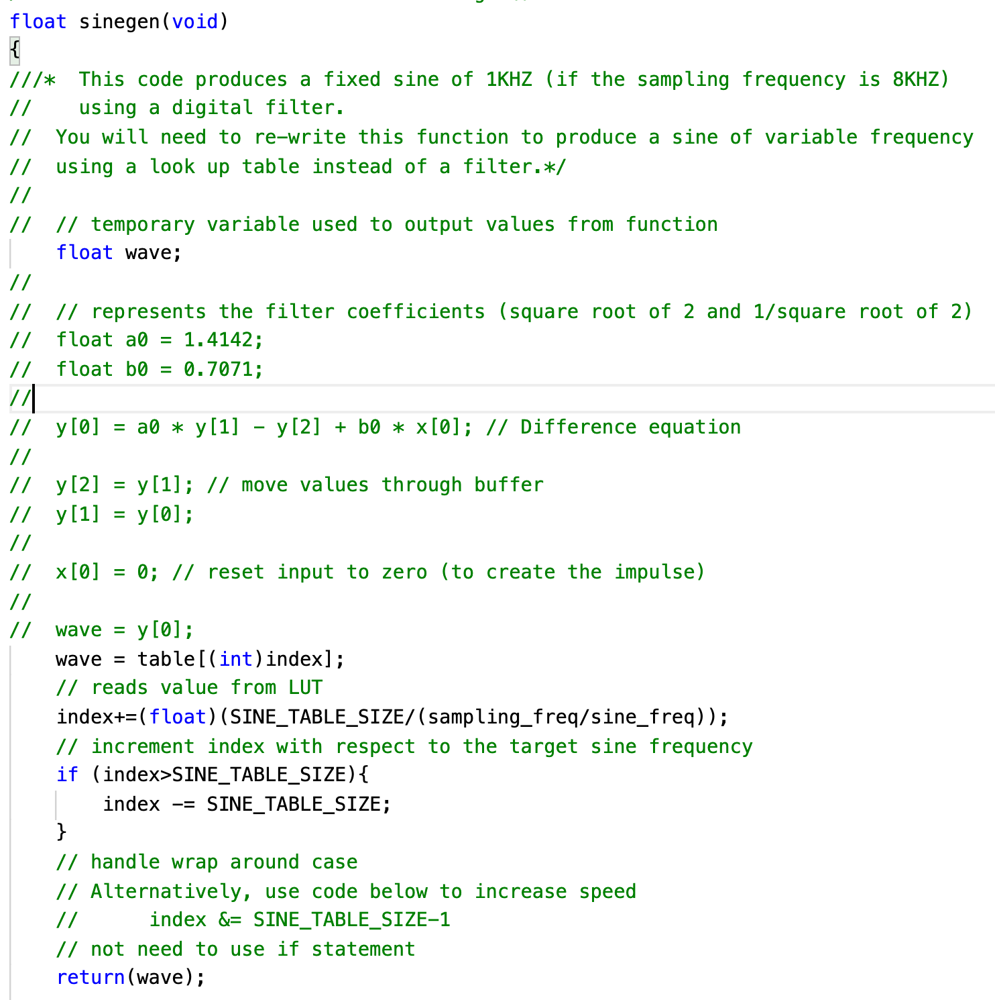 float sinegen(void)
{
///*  This code produces a fixed sine of 1KHZ (if the sampling frequency is 8KHZ)
//    using a digital filter.
//  You will need to re-write this function to produce a sine of variable frequency
//  using a look up table instead of a filter.*/
//
//  // temporary variable used to output values from function
    float wave;
//
//  // represents the filter coefficients (square root of 2 and 1/square root of 2)
//  float a0 = 1.4142;
//  float b0 = 0.7071;
//
//  y[0] = a0 * y[1] - y[2] + b0 * x[0]; // Difference equation
//
//  y[2] = y[1]; // move values through buffer
//  y[1] = y[0];
//
//  x[0] = 0; // reset input to zero (to create the impulse)
//
//  wave = y[0];
    wave = table[(int)index];
    // reads value from LUT
    index+=(float)(SINE_TABLE_SIZE/(sampling_freq/sine_freq));
    // increment index with respect to the target sine frequency
    if (index>SINE_TABLE_SIZE){
        index -= SINE_TABLE_SIZE;
    }
    // handle wrap around case
    // Alternatively, use code below to increase speed
    //      index &= SINE_TABLE_SIZE-1
    // not need to use if statement
    return(wave);